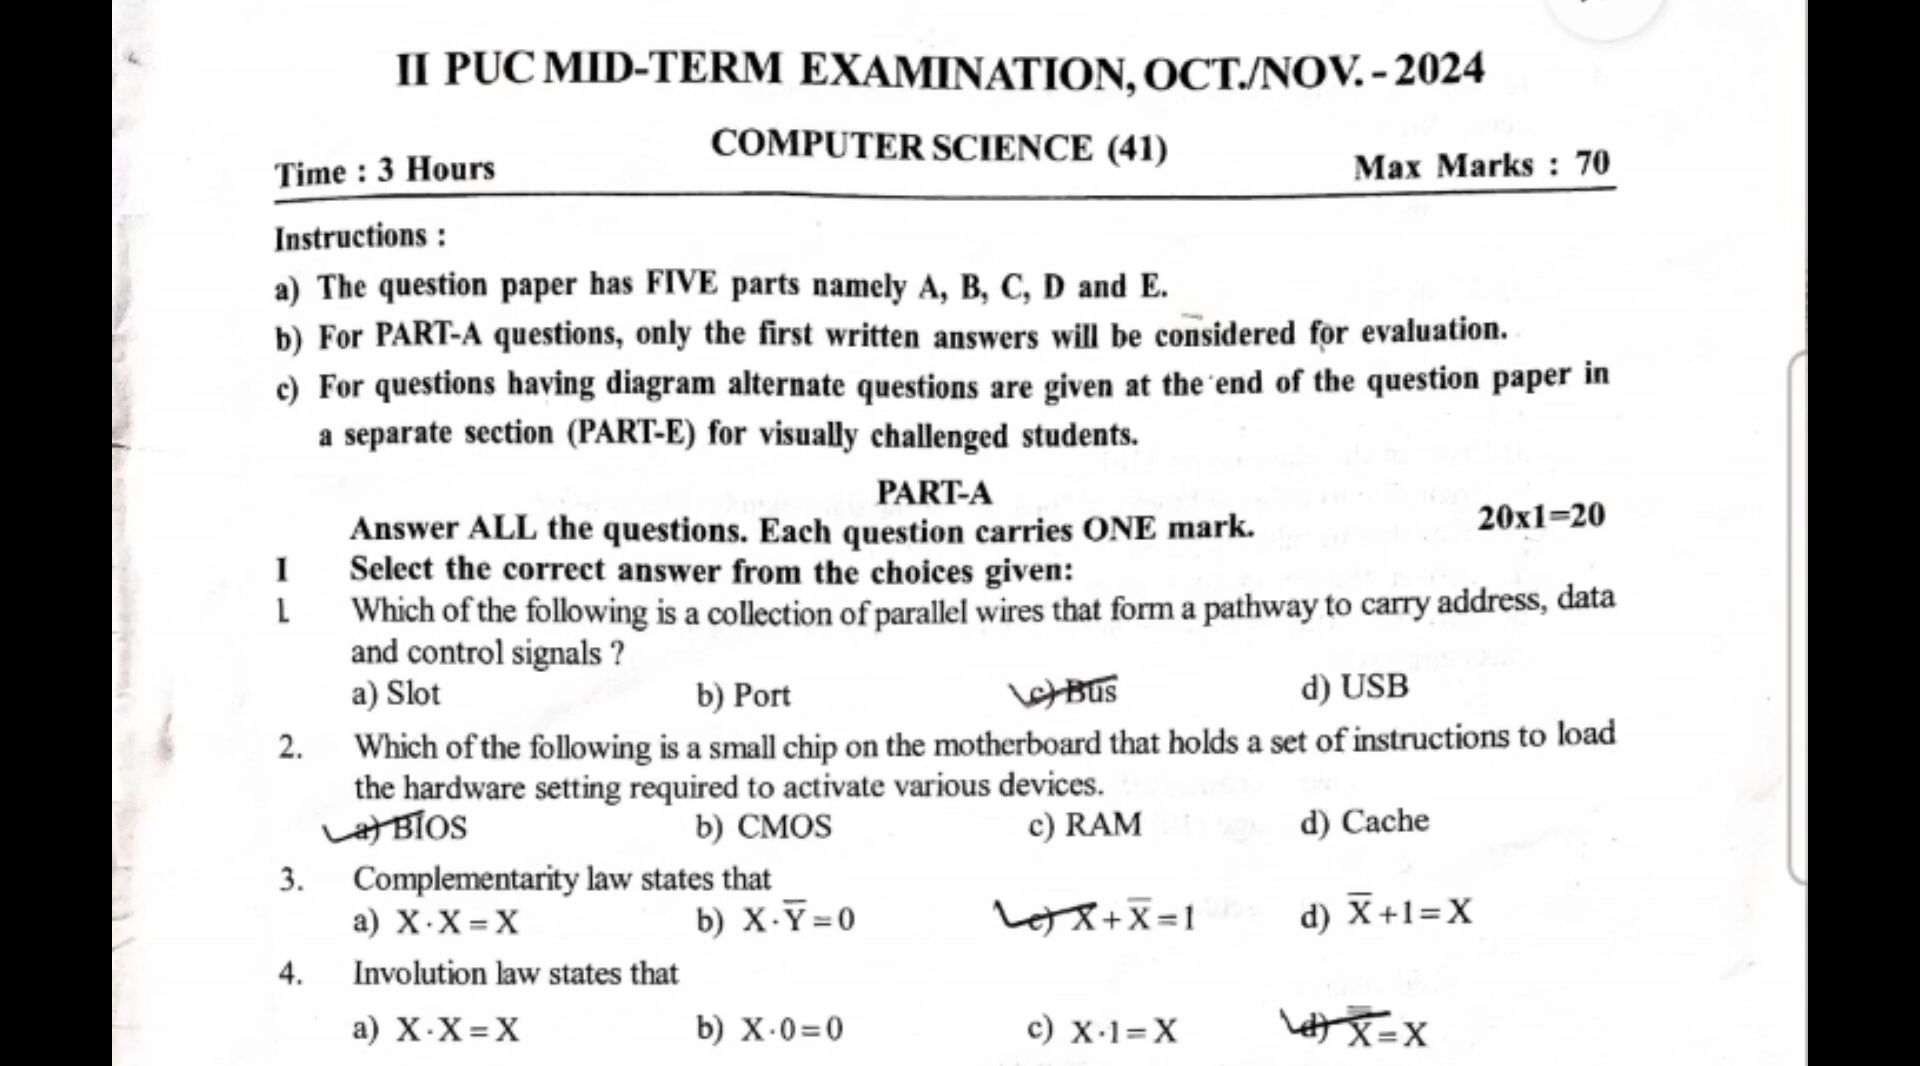 II PUC MID-TERM EXAMINATION, OCT./NOV. - 2024
COMPUTER SCIENCE (41)
Time : 3 Hours Max Marks : 70
Instructions :
a) The question paper has FIVE parts namely A, B, C, D and E.
b) For PART-A questions, only the first written answers will be considered for evaluation.
c) For questions having diagram alternate questions are given at the end of the question paper in
a separate section (PART-E) for visually challenged students.
PART-A
Answer ALL the questions. Each question carries ONE mark. 20x1=20
I Select the correct answer from the choices given:
1. Which of the following is a collection of parallel wires that form a pathway to carry address, data
and control signals ?
a) Slot b) Port c) Bus d) USB
2. Which of the following is a small chip on the motherboard that holds a set of instructions to load
the hardware setting required to activate various devices.
a) BIOS b) CMOS c) RAM d) Cache
3. Complementarity law states that
a) X·X=X b) X·Y̅=0 c) X+X̅=1 d) X̅+1=X
4. Involution law states that
a) X·X=X b) X·0=0 c) X·1=X d) X̿=X